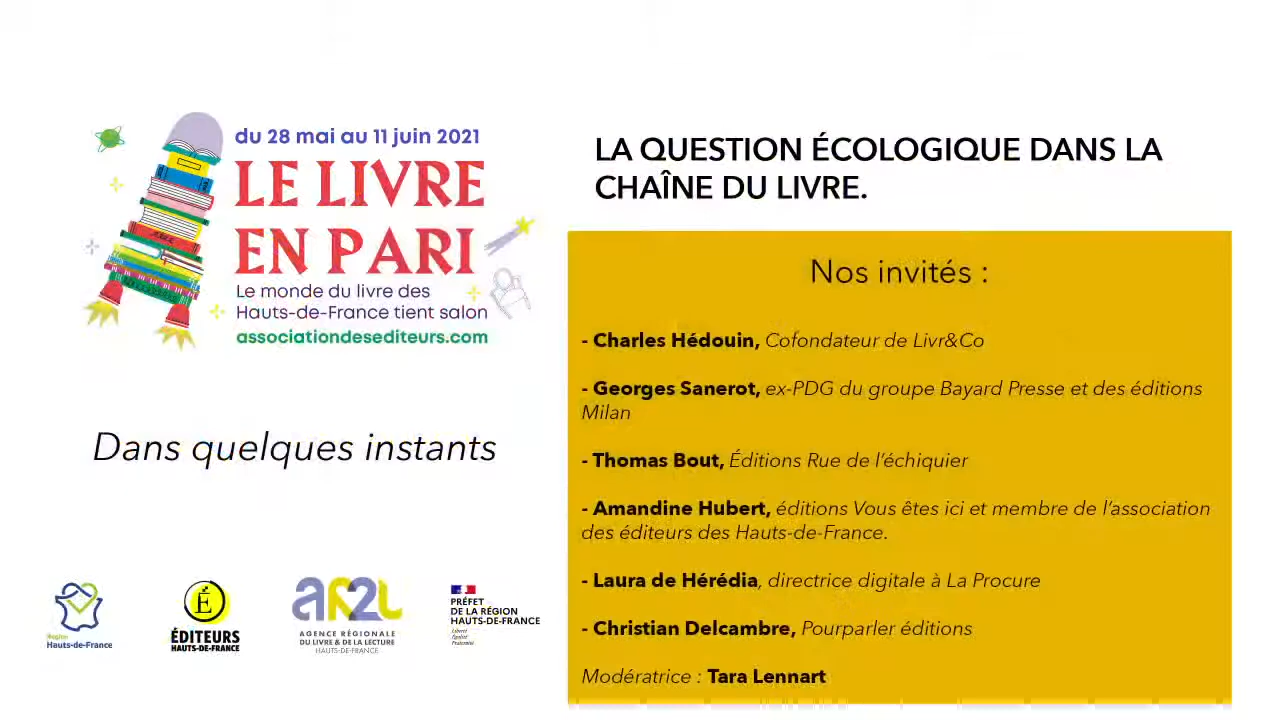 du 28 mai au 11 juin 2021
LE LIVRE
EN PARI
Le monde du livre des
Hauts-de-France tient salon
associationdesediteurs.com
Dans quelques instants
Région
Hauts-de-France
É
ÉDITEURS
HAUTS-DE-FRANCE
AR2L
AGENCE RÉGIONALE
DU LIVRE & DE LA LECTURE
HAUTS-DE-FRANCE
PRÉFET
DE LA RÉGION
HAUTS-DE-FRANCE
Liberté
Égalité
Fraternité
LA QUESTION ÉCOLOGIQUE DANS LA
CHAÎNE DU LIVRE.
Nos invités :
- Charles Hédouin, Cofondateur de Livr&Co
- Georges Sanerot, ex-PDG du groupe Bayard Presse et des éditions
Milan
- Thomas Bout, Éditions Rue de l'échiquier
- Amandine Hubert, éditions Vous êtes ici et membre de l'association
des éditeurs des Hauts-de-France.
- Laura de Hérédia, directrice digitale à La Procure
- Christian Delcambre, Pourparler éditions
Modératrice : Tara Lennart